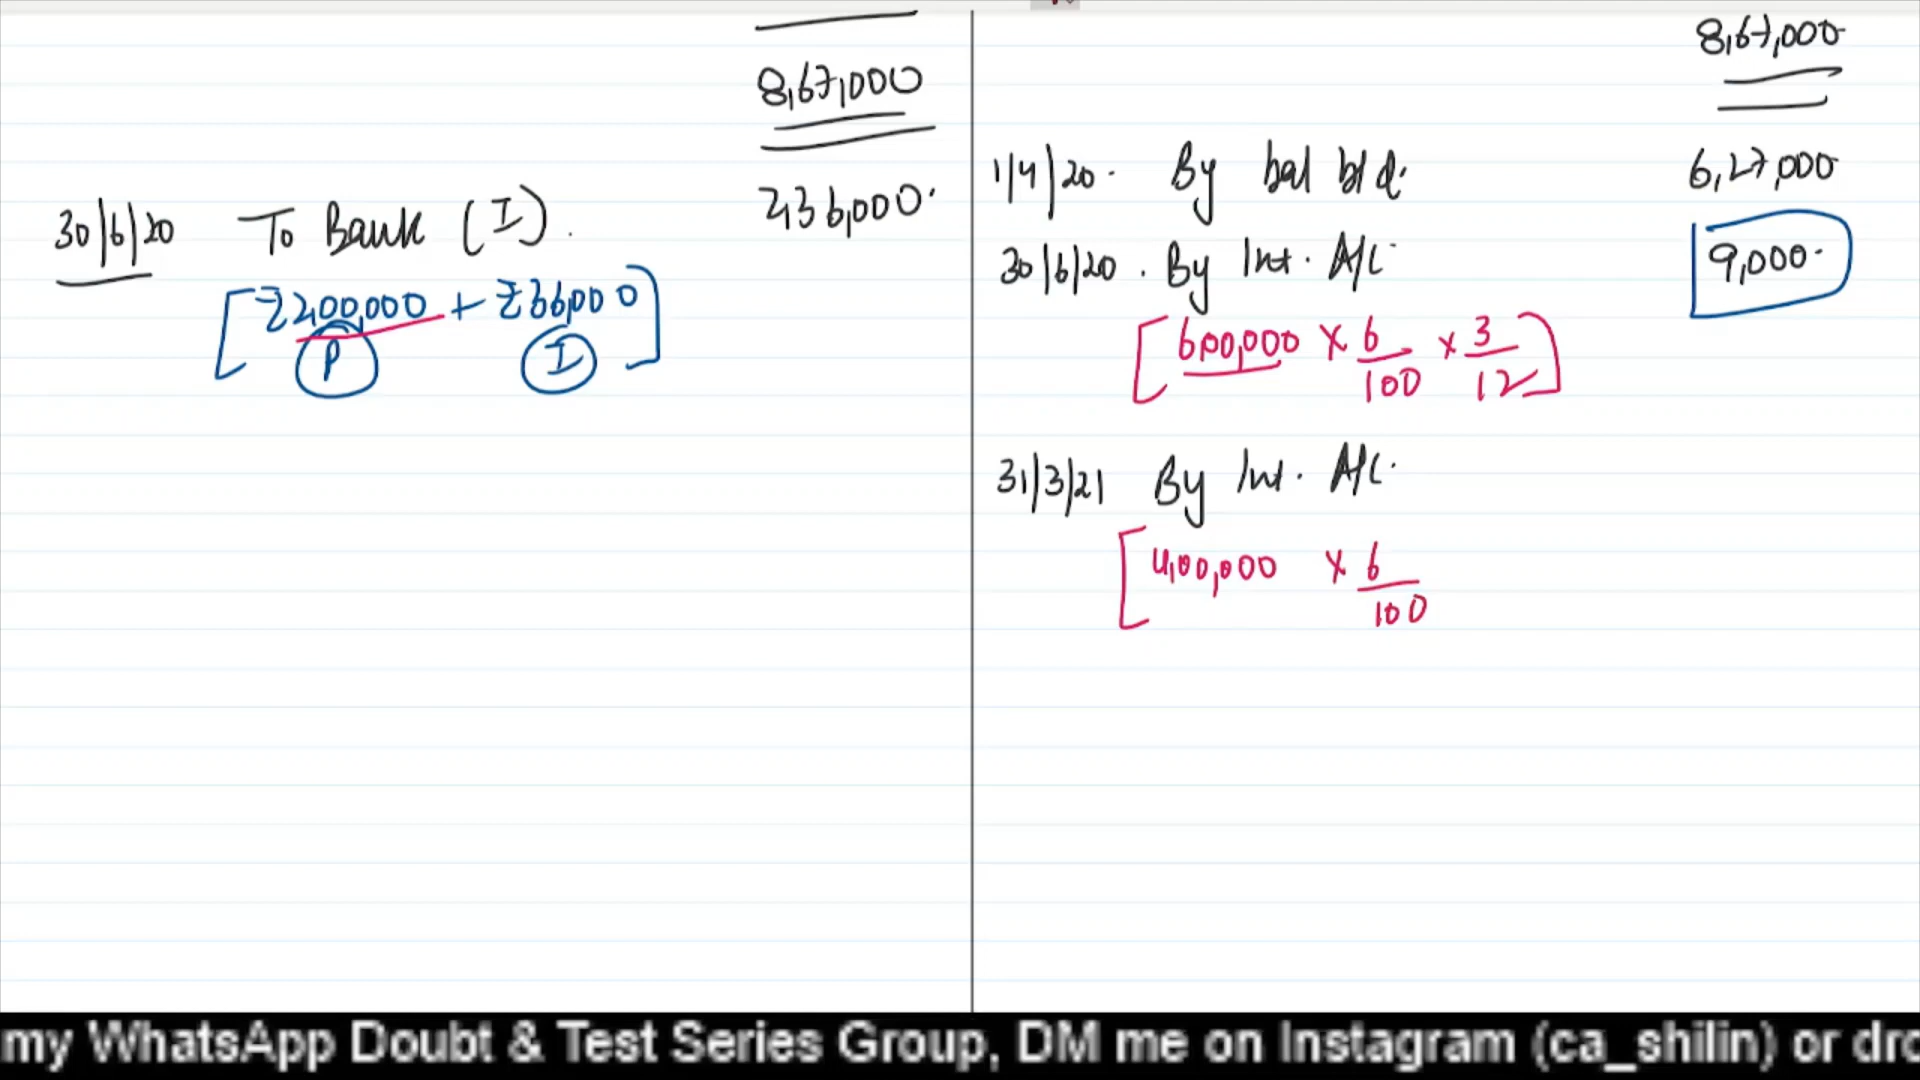 8,67,000
2,36,000.
30/6/20 To Bank (I).
[₹2,00,000 + ₹36,000]
P I
8,67,000
1/4/20. By bal b/d. 6,27,000
30/6/20. By Int. A/c. 9,000.
[6,00,000 x 6/100 x 3/12]
31/3/21 By Int. A/c.
[4,00,000 x 6/100
my WhatsApp Doubt & Test Series Group, DM me on Instagram (ca_shilin) or dro